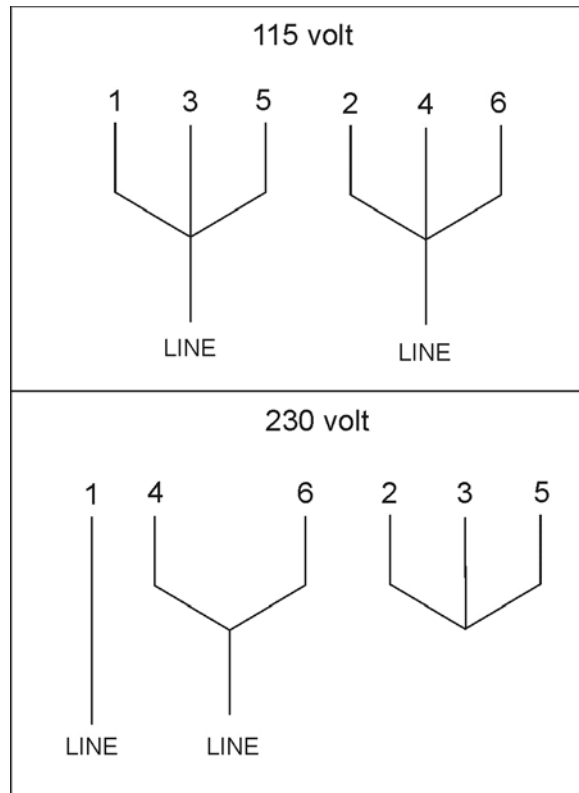 115 volt
1 3 5 2 4 6
LINE LINE
230 volt
1 4 6 2 3 5
LINE LINE